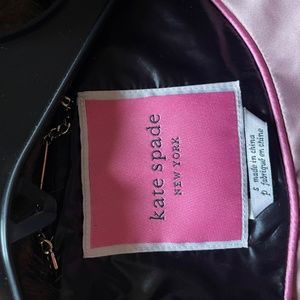 kate spade
NEW YORK
s made in china
p fabriqué en chine